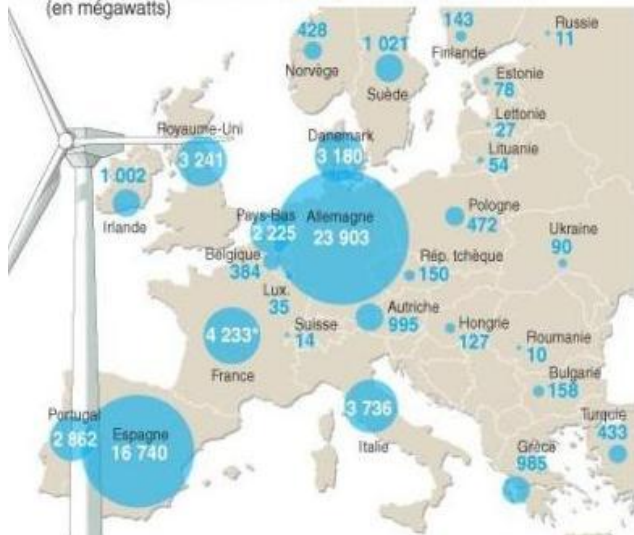 (en mégawatts)
428
Norvège
1 021
Suède
143
Finlande
Russie
11
Estonie
78
Lettonie
27
Lituanie
54
Royaume-Uni
3 241
1 002
Irlande
Danemark
3 180
Pays-Bas
2 225
Allemagne
23 903
Belgique
384
Lux.
35
Pologne
472
Ukraine
90
Rép. tchèque
150
Autriche
995
Suisse
14
4 233*
France
Hongrie
127
Roumanie
10
Bulgarie
158
Portugal
2 862
Espagne
16 740
3 736
Italie
Grèce
985
Turquie
433